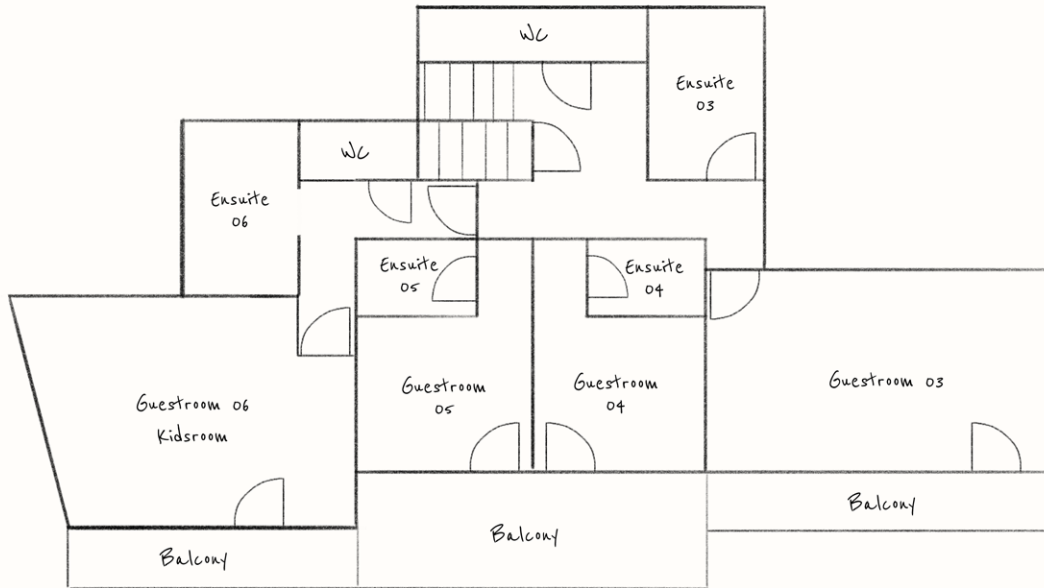 WC
Ensuite
03
WC
Ensuite
06
Ensuite
05
Ensuite
04
Guestroom 03
Guestroom
05
Guestroom
04
Guestroom 06
Kidsroom
Balcony
Balcony
Balcony